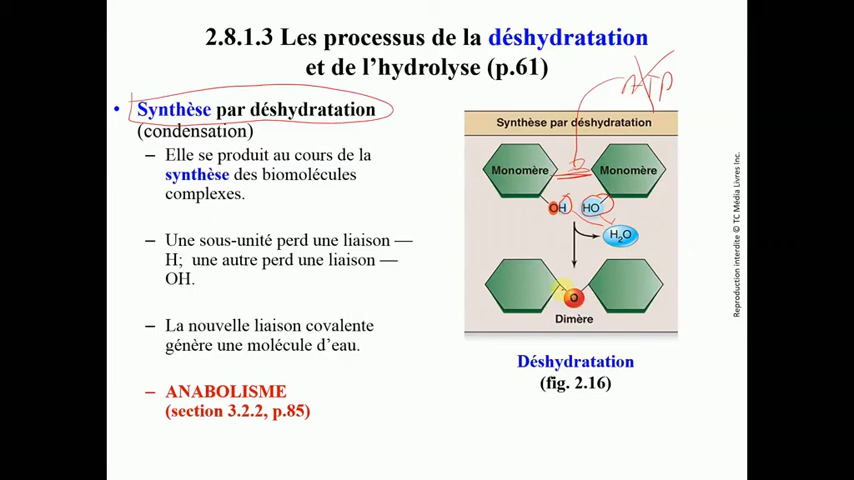 2.8.1.3 Les processus de la déshydratation
et de l’hydrolyse (p.61)
• Synthèse par déshydratation
(condensation)
– Elle se produit au cours de la
synthèse des biomolécules
complexes.
– Une sous-unité perd une liaison —
H; une autre perd une liaison —
OH.
– La nouvelle liaison covalente
génère une molécule d’eau.
– ANABOLISME
(section 3.2.2, p.85)
ATP
Synthèse par déshydratation
Monomère Monomère
OH HO
H₂O
O
Dimère
Déshydratation
(fig. 2.16)
Reproduction interdite © TC Média Livres Inc.